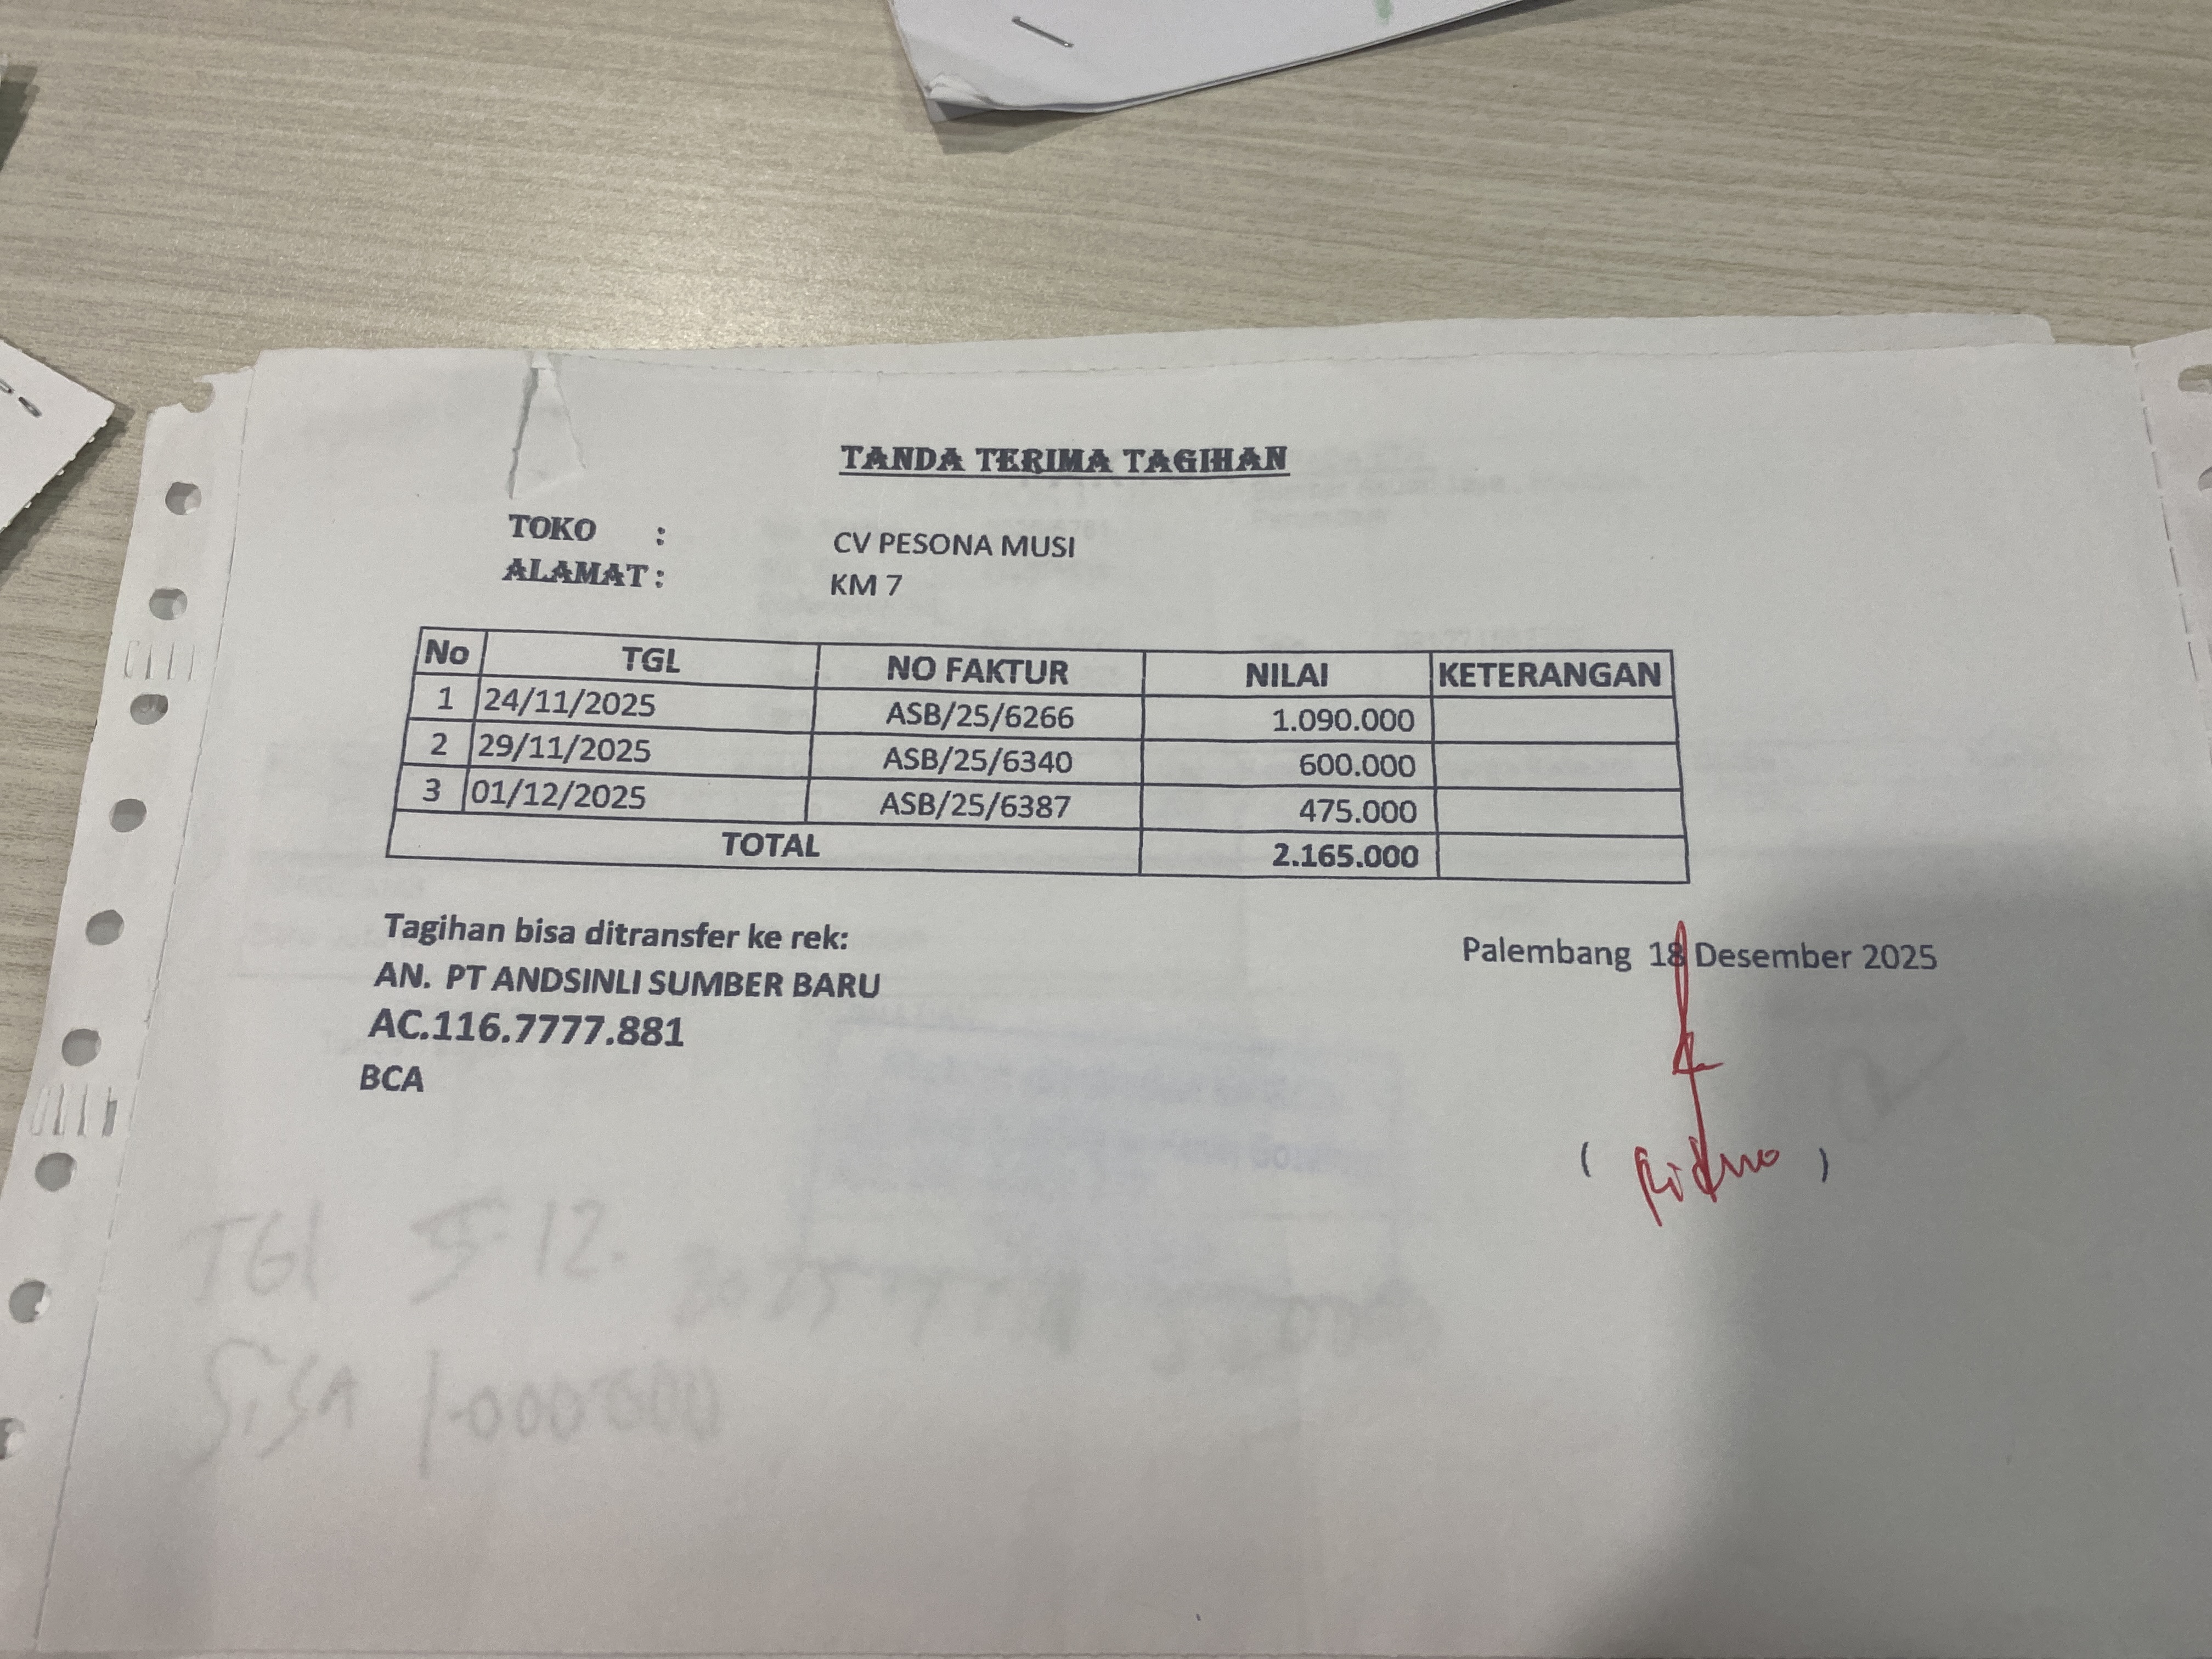 TANDA TERIMA TAGIHAN
TOKO : CV PESONA MUSI
ALAMAT : KM 7
No TGL NO FAKTUR NILAI KETERANGAN
1 24/11/2025 ASB/25/6266 1.090.000
2 29/11/2025 ASB/25/6340 600.000
3 01/12/2025 ASB/25/6387 475.000
TOTAL 2.165.000
Tagihan bisa ditransfer ke rek:
AN. PT ANDSINLI SUMBER BARU
AC.116.7777.881
BCA
Palembang 18 Desember 2025
( Ridho )
TGl 5-12.
SiSA 1.000.000